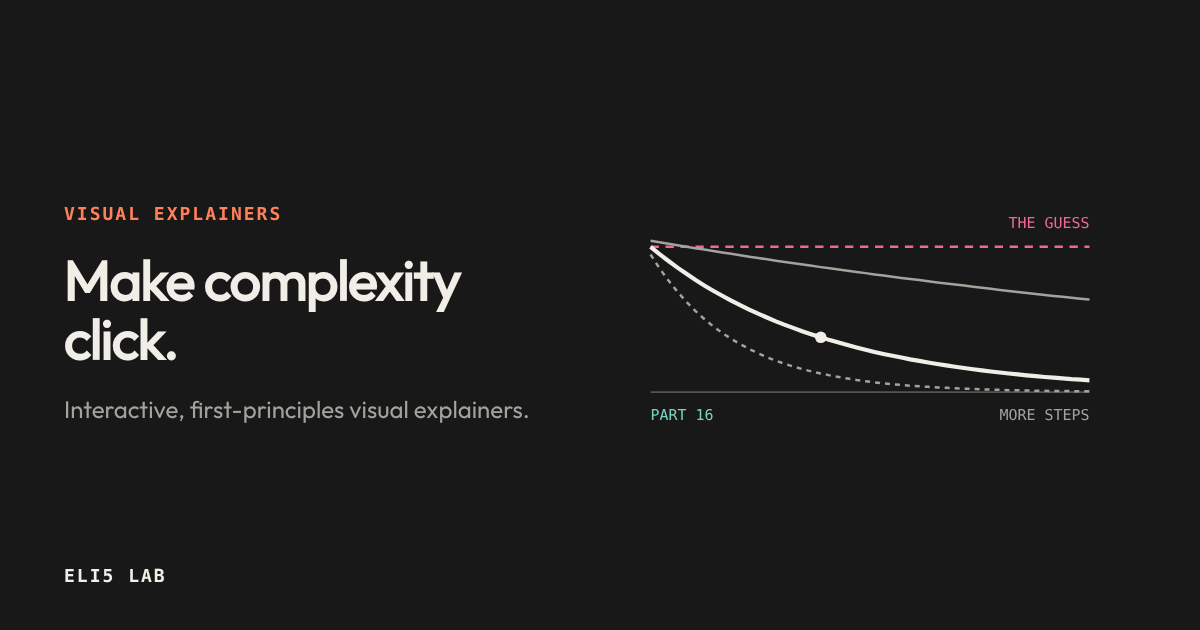 VISUAL EXPLAINERS
Make complexity
click.
Interactive, first-principles visual explainers.
THE GUESS
PART 16
MORE STEPS
ELI5 LAB